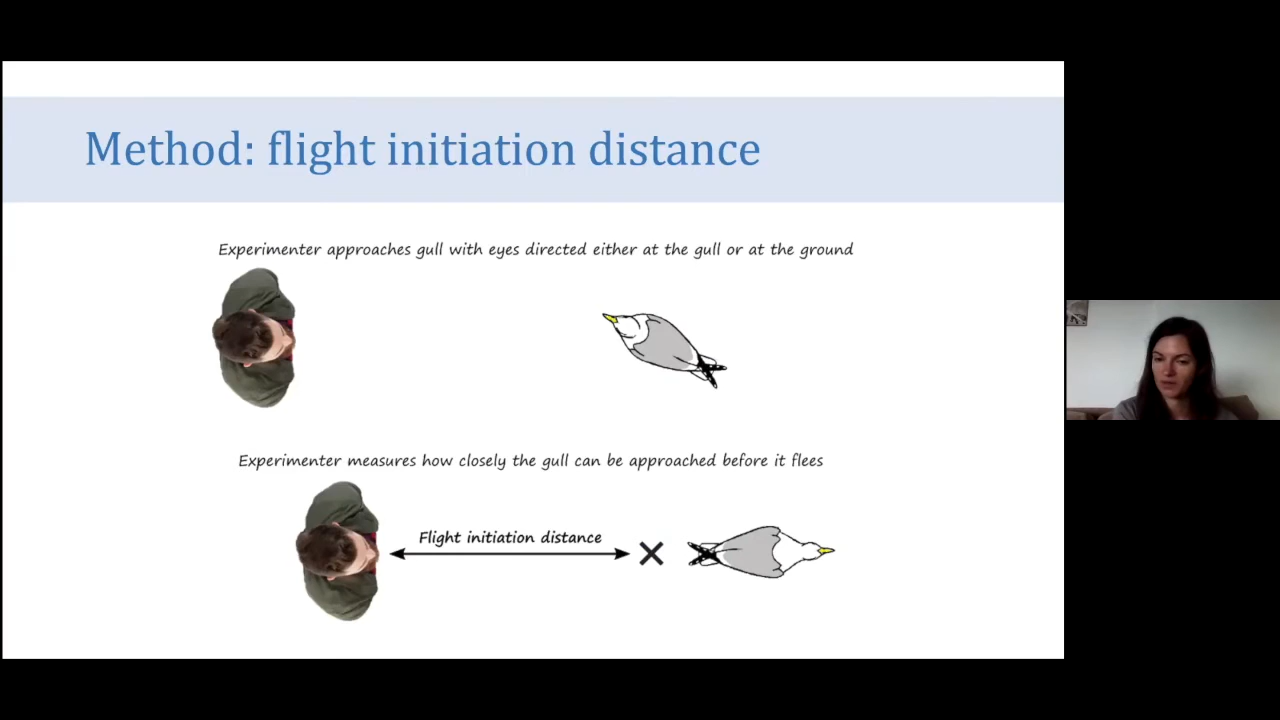 Method: flight initiation distance
Experimenter approaches gull with eyes directed either at the gull or at the ground
Experimenter measures how closely the gull can be approached before it flees
Flight initiation distance